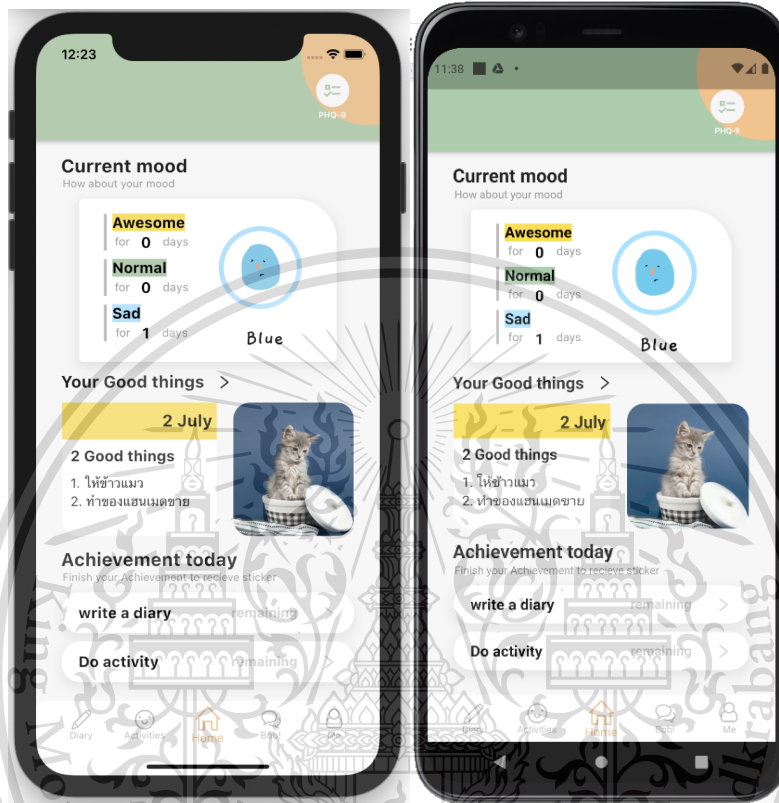 12:23
PHQ-9
Current mood
How about your mood
Awesome
for 0 days
Normal
for 0 days
Sad
for 1 days
Blue
Your Good things >
2 July
2 Good things
1. ให้ข้าวแมว
2. ทำของแฮนเมดขาย
Achievement today
Finish your Achievement to recieve sticker
write a diary remaining >
Do activity remaining >
Diary Activities Home Bob! Me
11:38
PHQ-9
Current mood
How about your mood
Awesome
for 0 days
Normal
for 0 days
Sad
for 1 days
Blue
Your Good things >
2 July
2 Good things
1. ให้ข้าวแมว
2. ทำของแฮนเมดขาย
Achievement today
Finish your Achievement to recieve sticker
write a diary remaining >
Do activity remaining >
Diary Activities Home Bob! Me
King